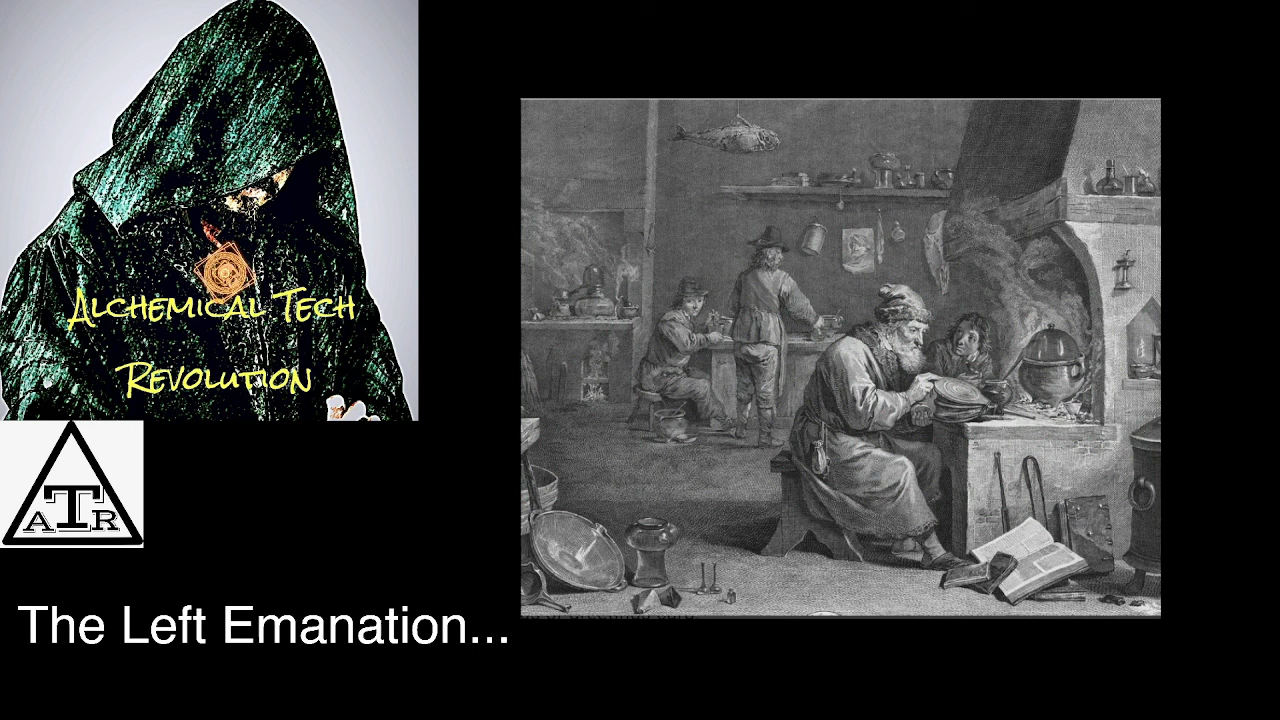 Alchemical Tech
Revolution
ATR
The Left Emanation...